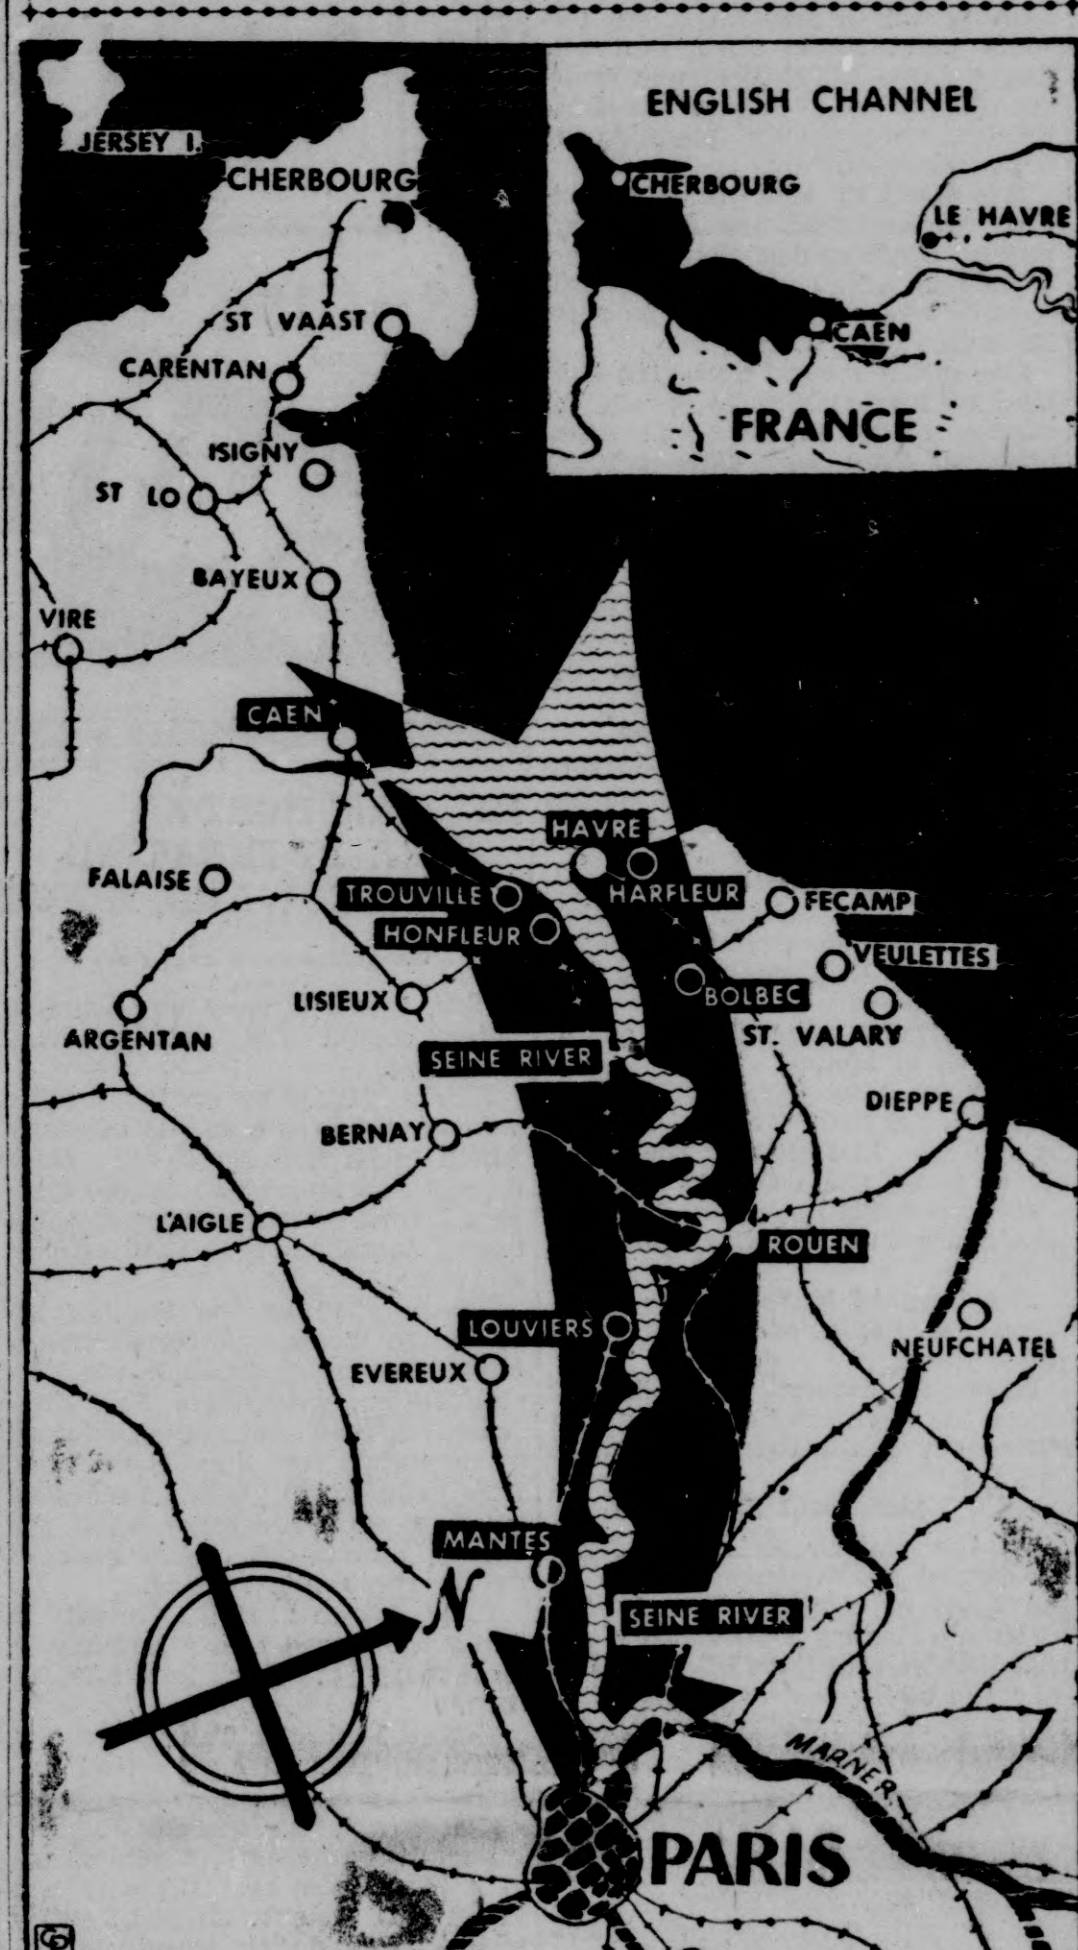 ENGLISH CHANNEL
JERSEY I.
CHERBOURG
CHERBOURG
LE HAVRE
ST VAAST
CAEN
CARENTAN
FRANCE
ISIGNY
ST LO
BAYEUX
VIRE
CAEN
HAVRE
FALAISE
TROUVILLE
HARFLEUR
FECAMP
HONFLEUR
VEULETTES
BOLBEC
LISIEUX
ARGENTAN
ST. VALARY
SEINE RIVER
DIEPPE
BERNAY
L'AIGLE
ROUEN
LOUVIERS
NEUFCHATEL
EVEREUX
MANTES
N
SEINE RIVER
MARNE R.
PARIS